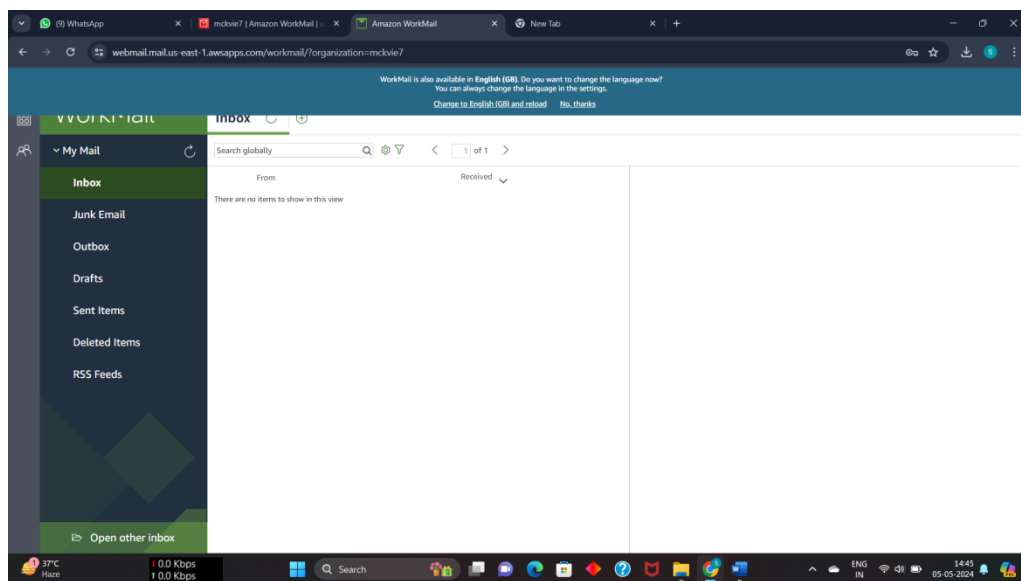 (9) WhatsApp
mckvie7 | Amazon WorkMail | u
Amazon WorkMail
New Tab
webmail.mail.us-east-1.awsapps.com/workmail/?organization=mckvie7
S
WorkMail is also available in English (GB). Do you want to change the language now?
You can always change the language in the settings.
Change to English (GB) and reload No, thanks
WorkMail
Inbox
My Mail
Search globally
1 of 1
Inbox
From
Received
There are no items to show in this view
Junk Email
Outbox
Drafts
Sent Items
Deleted Items
RSS Feeds
Open other inbox
1
37°C
Haze
0.0 Kbps
0.0 Kbps
Search
ENG
IN
14:45
05-05-2024